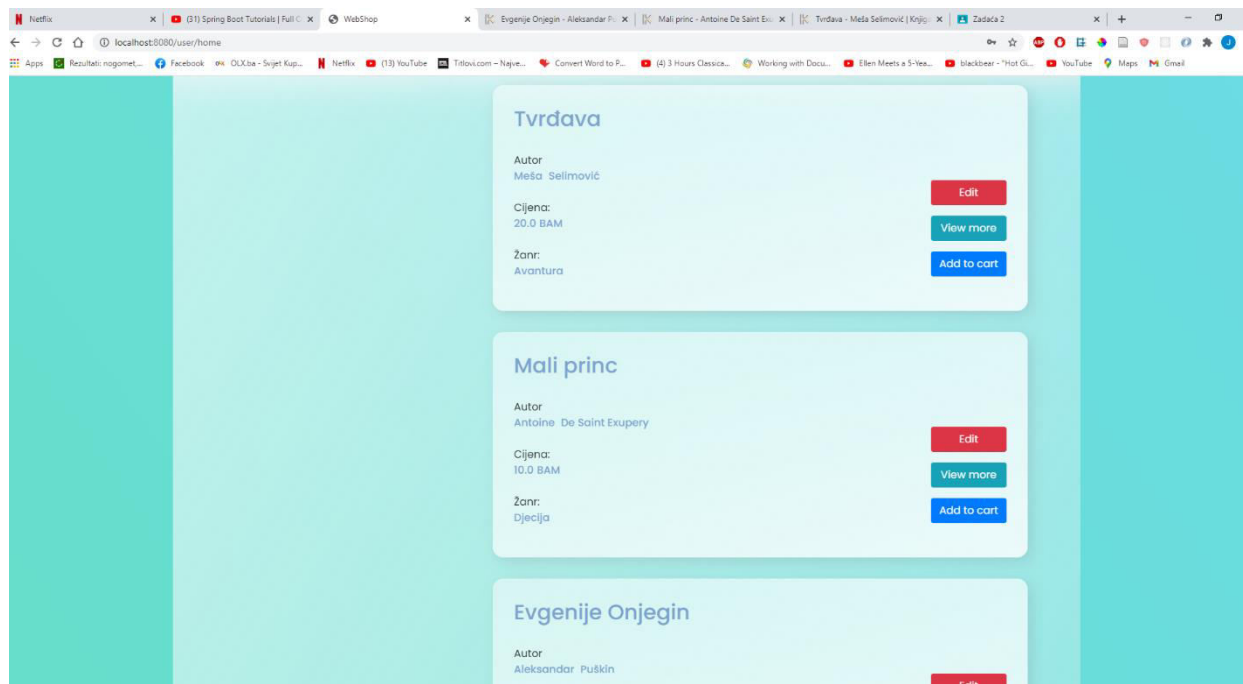 Netflix
(31) Spring Boot Tutorials | Full C
WebShop
Evgenije Onjegin - Aleksandar Pu
Mali princ - Antoine De Saint Exu
Tvrđava - Meša Selimović | Knjig
Zadaća 2
localhost:8080/user/home
Apps
Rezultati nogomet,...
Facebook
OLX.ba - Svijet Kup...
Netflix
(13) YouTube
Titlovi.com – Najve...
Convert Word to P...
(4) 3 Hours Classica...
Working with Docu...
Ellen Meets a 5-Yea...
blackbear - "Hot Gi...
YouTube
Maps
Gmail
Tvrđava
Autor
Meša Selimović
Cijena:
20.0 BAM
Žanr:
Avantura
Edit
View more
Add to cart
Mali princ
Autor
Antoine De Saint Exupery
Cijena:
10.0 BAM
Žanr:
Djecija
Edit
View more
Add to cart
Evgenije Onjegin
Autor
Aleksandar Puškin
Edit